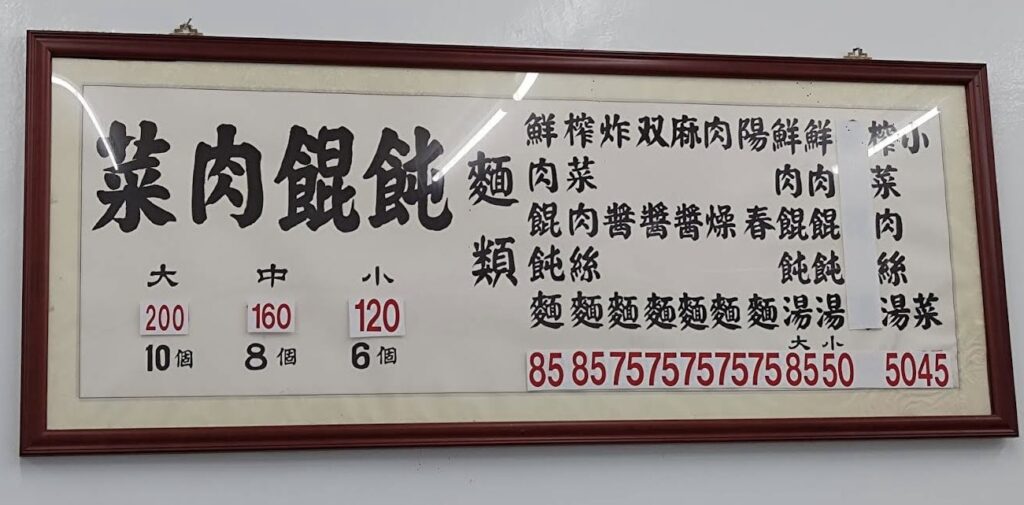 菜肉餛飩
大 中 小
200 160 120
10個 8個 6個
麵類
鮮肉餛飩麵 85
榨菜肉絲麵 85
炸醬麵 75
双醬麵 75
麻醬麵 75
肉燥麵 75
陽春麵 75
鮮肉餛飩湯 大 85
鮮肉餛飩湯 小 50
榨菜肉絲湯 50
小菜 45